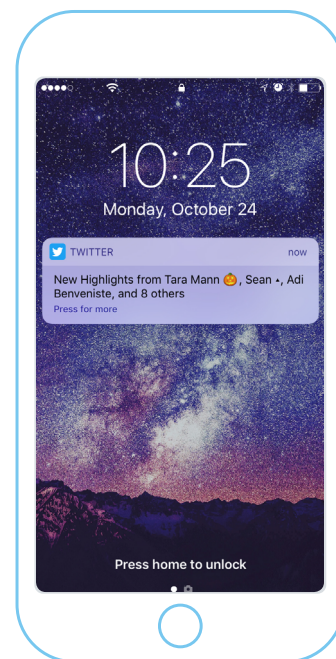 10:25
Monday, October 24
TWITTER now
New Highlights from Tara Mann 🎃, Sean ▲, Adi
Benveniste, and 8 others
Press for more
Press home to unlock